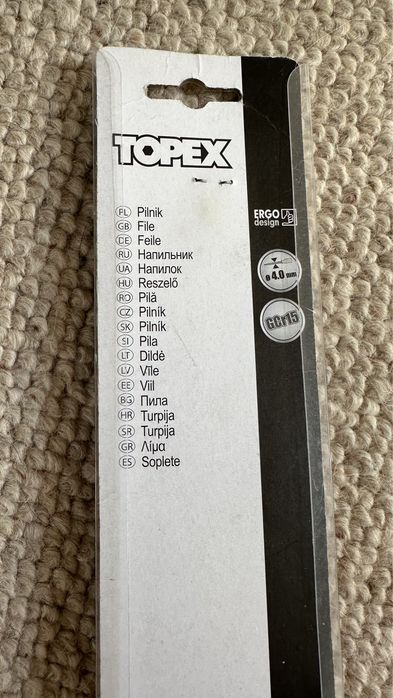 TOPEX
PL Pilnik
GB File
DE Feile
RU Напильник
UA Напилок
HU Reszelő
RO Pilă
CZ Pilník
SK Pilník
SI Pila
LT Dildė
LV Vīle
EE Viil
BG Пила
HR Turpija
SR Turpija
GR Λίμα
ES Soplete
ERGO
design
ø 4.0 mm
GCr15